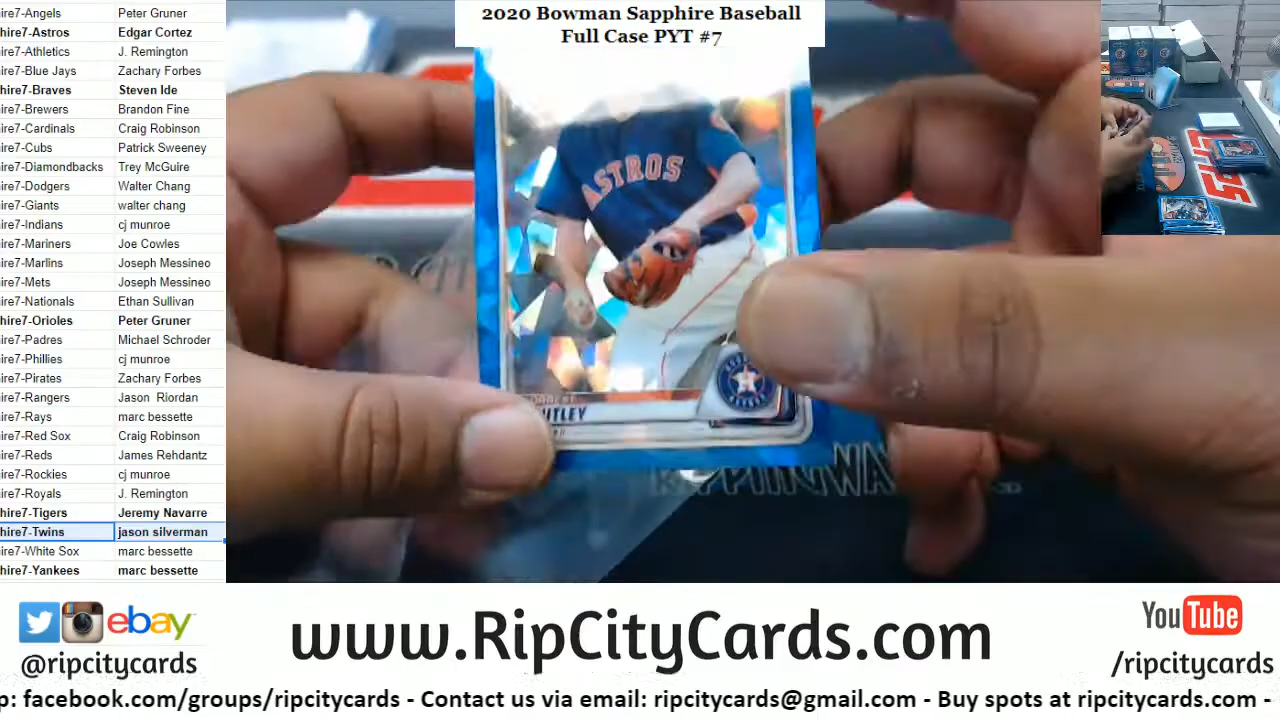 2020 Bowman Sapphire Baseball
Full Case PYT #7
ire7-Angels Peter Gruner
hire7-Astros Edgar Cortez
ire7-Athletics J. Remington
ire7-Blue Jays Zachary Forbes
hire7-Braves Steven Ide
ire7-Brewers Brandon Fine
ire7-Cardinals Craig Robinson
ire7-Cubs Patrick Sweeney
ire7-Diamondbacks Trey McGuire
ire7-Dodgers Walter Chang
ire7-Giants walter chang
ire7-Indians cj munroe
ire7-Mariners Joe Cowles
ire7-Marlins Joseph Messineo
ire7-Mets Joseph Messineo
ire7-Nationals Ethan Sullivan
hire7-Orioles Peter Gruner
ire7-Padres Michael Schroder
ire7-Phillies cj munroe
ire7-Pirates Zachary Forbes
ire7-Rangers Jason Riordan
ire7-Rays marc bessette
ire7-Red Sox Craig Robinson
ire7-Reds James Rehdantz
ire7-Rockies cj munroe
ire7-Royals J. Remington
hire7-Tigers Jeremy Navarre
hire7-Twins jason silverman
ire7-White Sox marc bessette
hire7-Yankees marc bessette
ASTROS
ebay
@ripcitycards
www.RipCityCards.com
YouTube
/ripcitycards
p: facebook.com/groups/ripcitycards - Contact us via email: ripcitycards@gmail.com - Buy spots at ripcitycards.com -